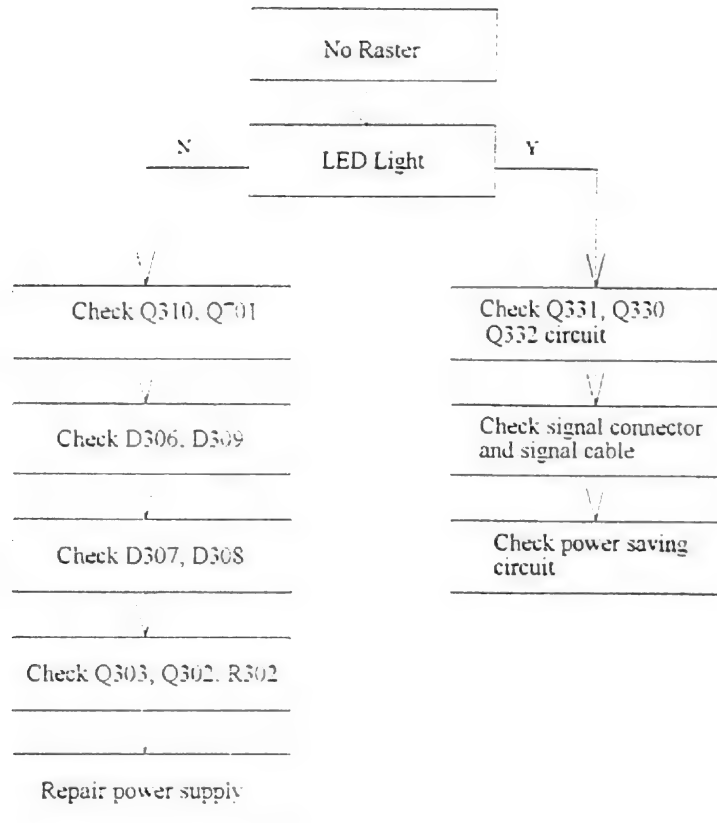 No Raster
N
LED Light
Y
Check Q310, Q701
Check D306, D309
Check D307, D308
Check Q303, Q302, R302
Repair power supply
Check Q331, Q330
Q332 circuit
Check signal connector
and signal cable
Check power saving
circuit